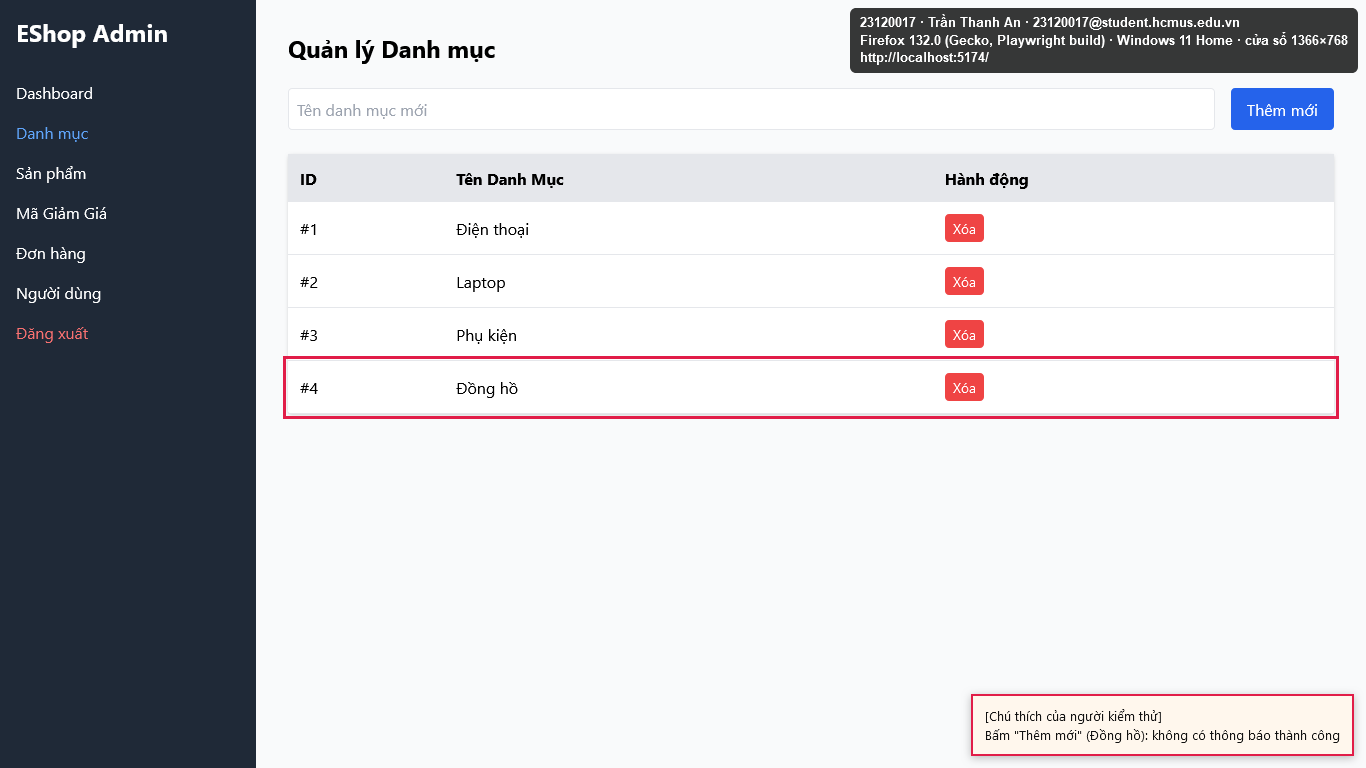 EShop Admin
Dashboard
Danh mục
Sản phẩm
Mã Giảm Giá
Đơn hàng
Người dùng
Đăng xuất
Quản lý Danh mục
23120017 · Trần Thanh An · 23120017@student.hcmus.edu.vn
Firefox 132.0 (Gecko, Playwright build) · Windows 11 Home · cửa sổ 1366×768
http://localhost:5174/
Tên danh mục mới
Thêm mới
ID Tên Danh Mục Hành động
#1 Điện thoại Xóa
#2 Laptop Xóa
#3 Phụ kiện Xóa
#4 Đồng hồ Xóa
[Chú thích của người kiểm thử]
Bấm "Thêm mới" (Đồng hồ): không có thông báo thành công